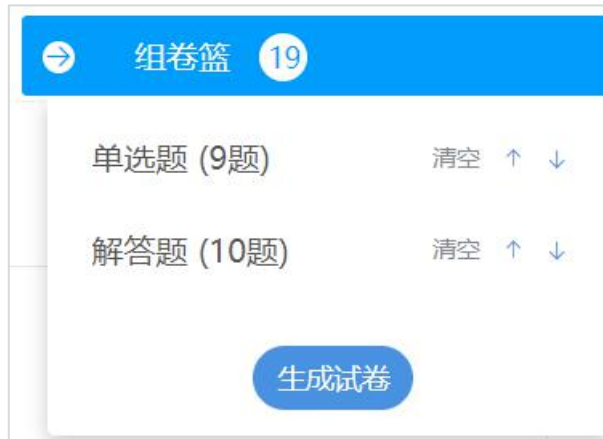 组卷篮 19
单选题 (9题) 清空 ↑ ↓
解答题 (10题) 清空 ↑ ↓
生成试卷